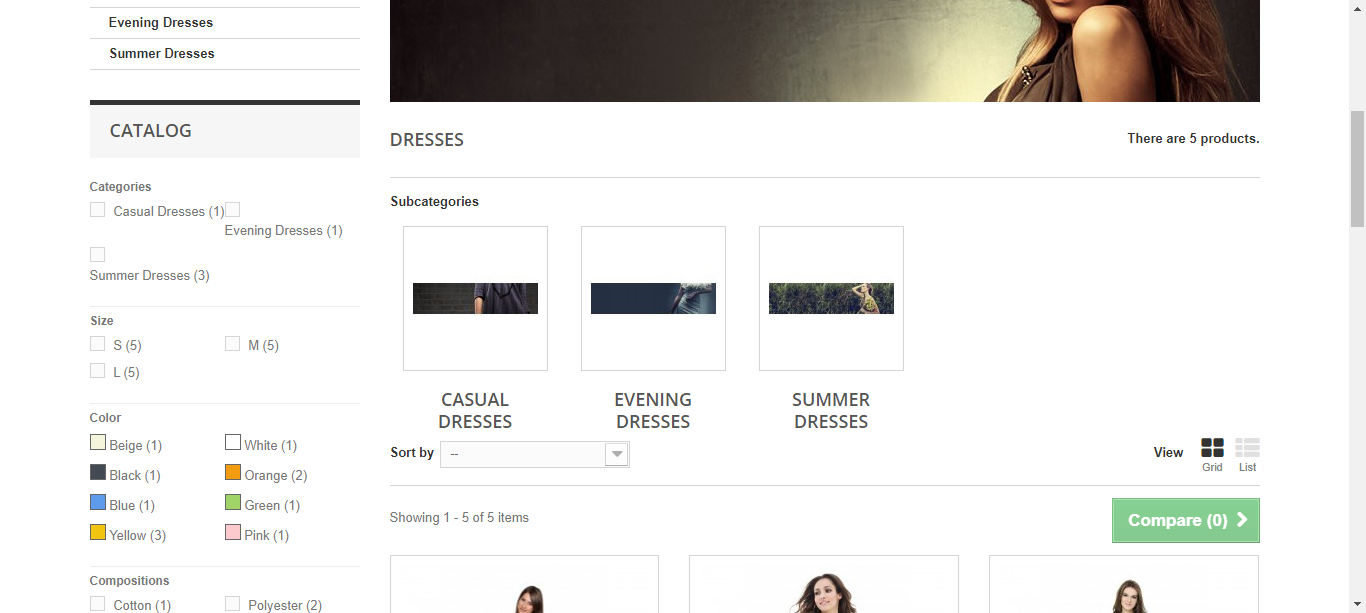 Evening Dresses
Summer Dresses
CATALOG
Categories
Casual Dresses (1)
Evening Dresses (1)
Summer Dresses (3)
Size
S (5)
M (5)
L (5)
Color
Beige (1)
White (1)
Black (1)
Orange (2)
Blue (1)
Green (1)
Yellow (3)
Pink (1)
Compositions
Cotton (1)
Polyester (2)
DRESSES
There are 5 products.
Subcategories
CASUAL
DRESSES
EVENING
DRESSES
SUMMER
DRESSES
Sort by
--
View
Grid
List
Showing 1 - 5 of 5 items
Compare (0)